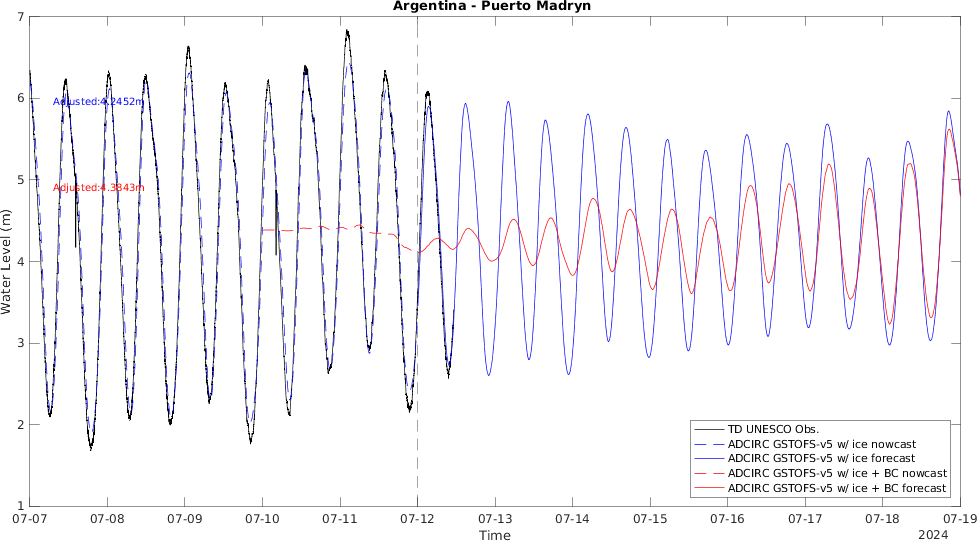 Argentina - Puerto Madryn
7
6
5
4
3
2
1
Water Level (m)
Adjusted:4.2452m
Adjusted:4.3843m
TD UNESCO Obs.
ADCIRC GSTOFS-v5 w/ ice nowcast
ADCIRC GSTOFS-v5 w/ ice forecast
ADCIRC GSTOFS-v5 w/ ice + BC nowcast
ADCIRC GSTOFS-v5 w/ ice + BC forecast
07-07 07-08 07-09 07-10 07-11 07-12 07-13 07-14 07-15 07-16 07-17 07-18 07-19
Time
2024